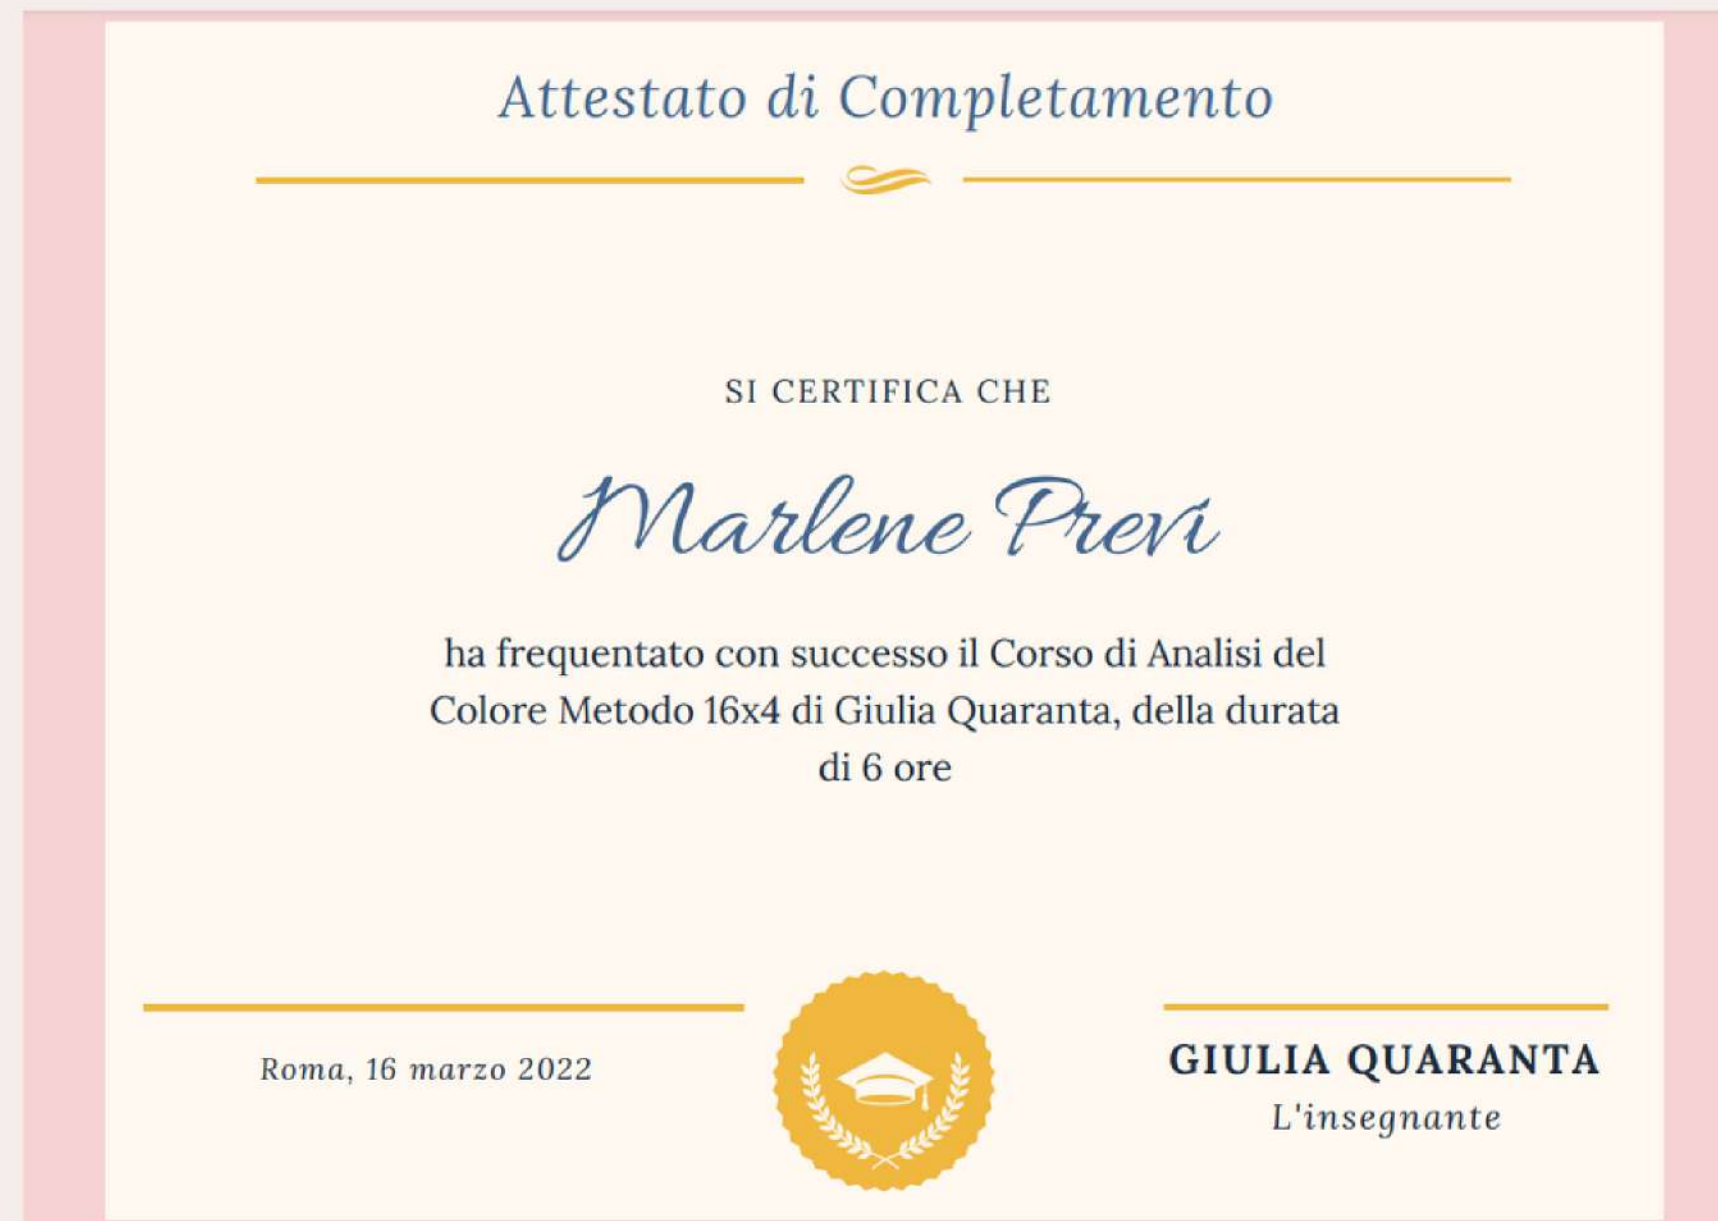 Attestato di Completamento
SI CERTIFICA CHE
Marlene Previ
ha frequentato con successo il Corso di Analisi del
Colore Metodo 16x4 di Giulia Quaranta, della durata
di 6 ore
Roma, 16 marzo 2022
GIULIA QUARANTA
L'insegnante